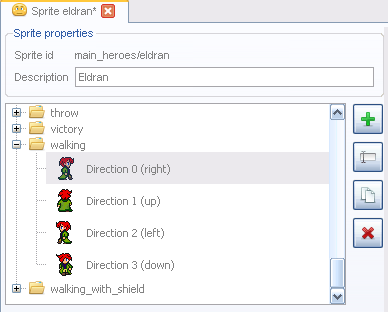 Sprite eldran*
Sprite properties
Sprite id main_heroes/eldran
Description Eldran
throw
victory
walking
Direction 0 (right)
Direction 1 (up)
Direction 2 (left)
Direction 3 (down)
walking_with_shield